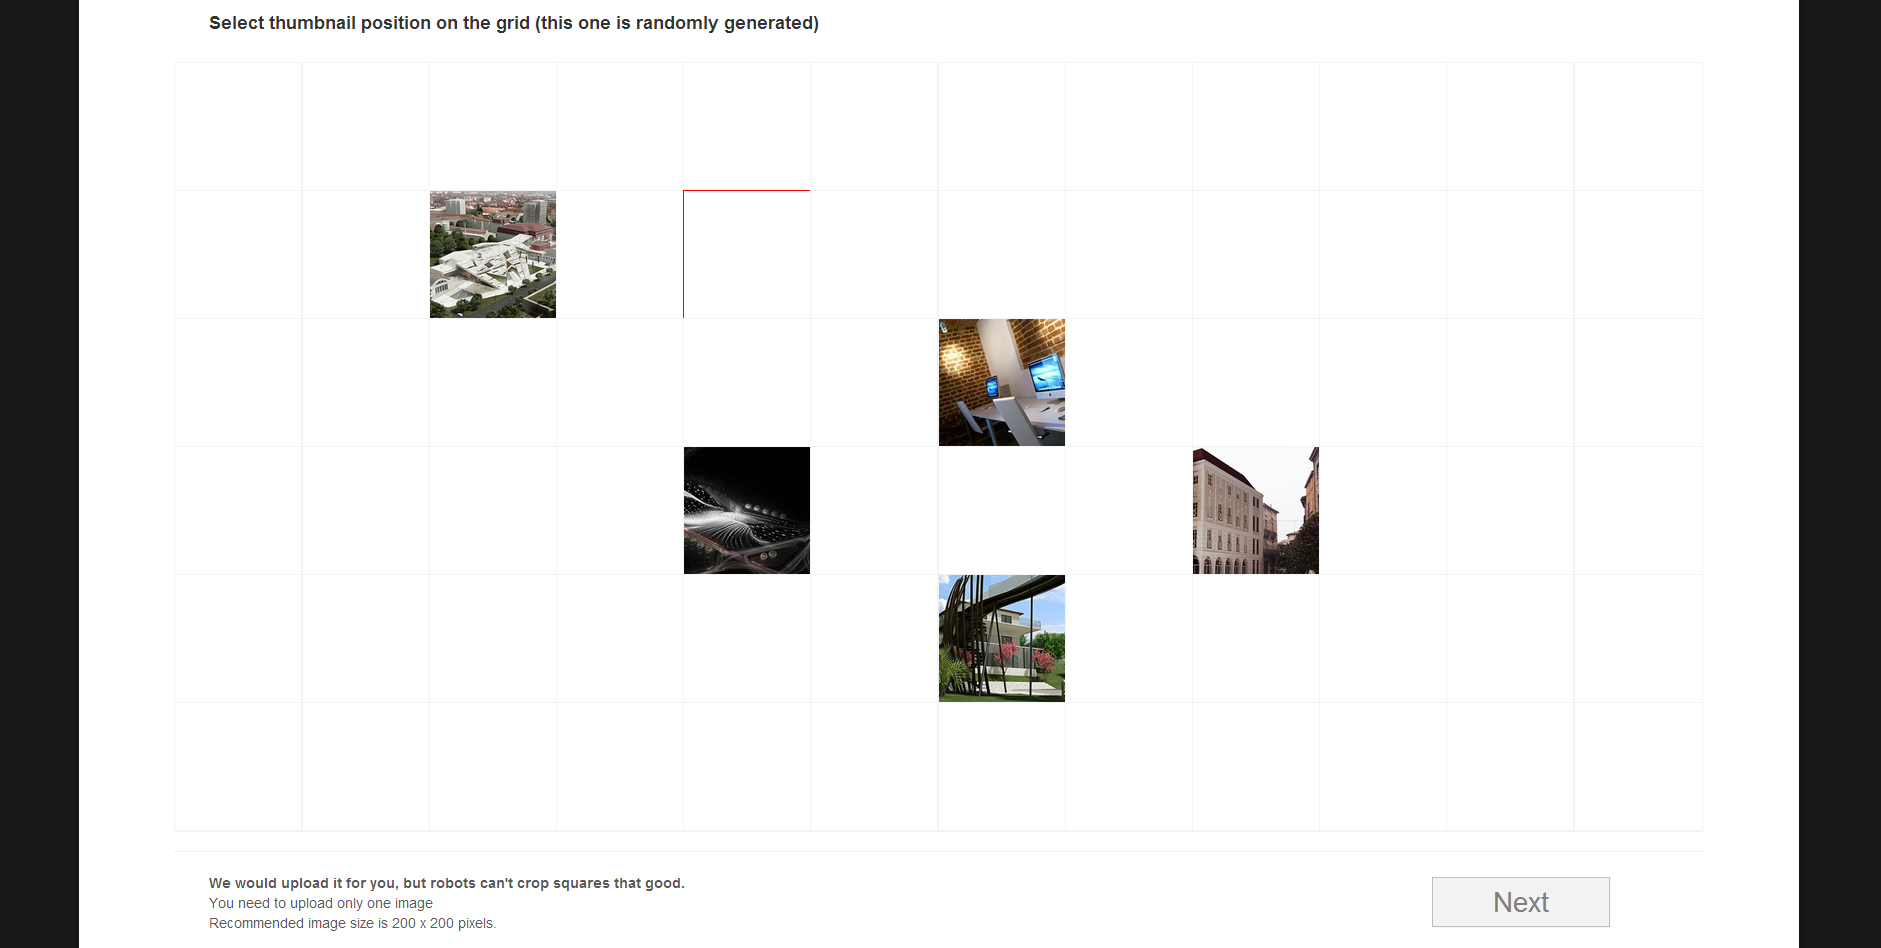 Select thumbnail position on the grid (this one is randomly generated)
We would upload it for you, but robots can't crop squares that good.
You need to upload only one image
Recommended image size is 200 x 200 pixels.
Next